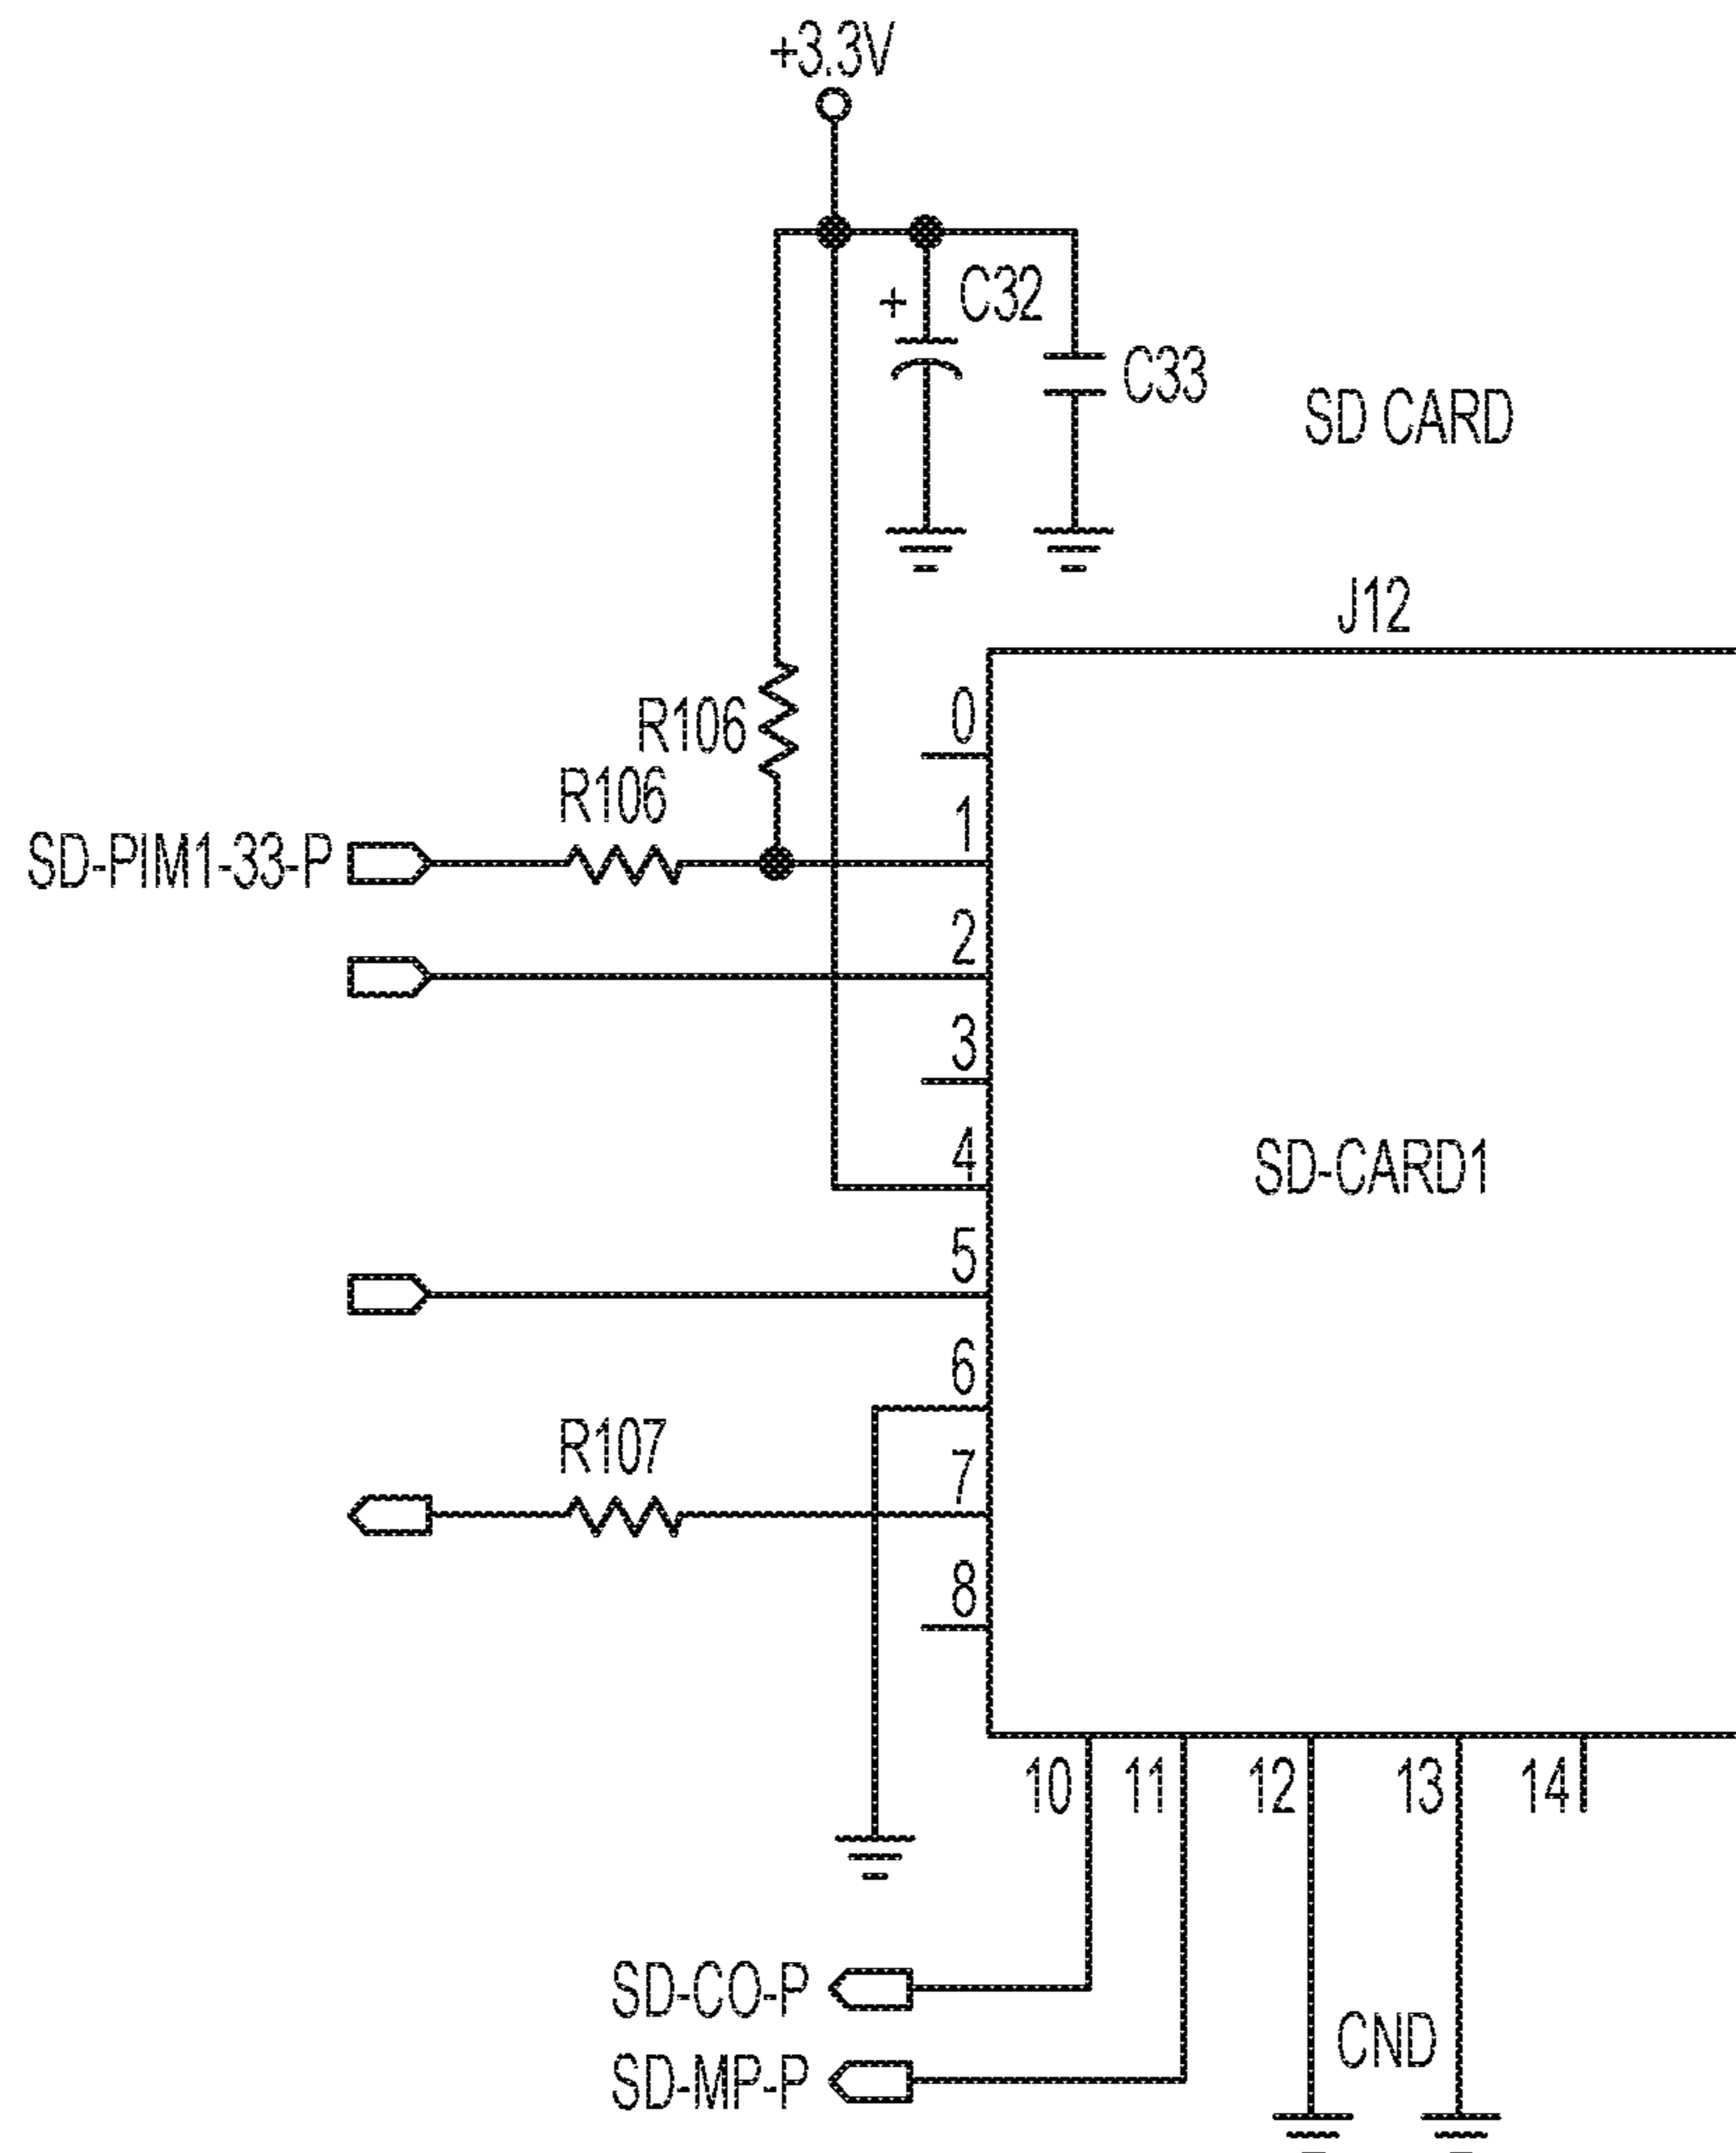 +3.3V
C32
+
C33
SD CARD
J12
0
R106
R106
1
SD-PIM1-33-P
2
3
4
SD-CARD1
5
6
R107
7
8
10 11 12 13 14
SD-CO-P
CND
SD-MP-P